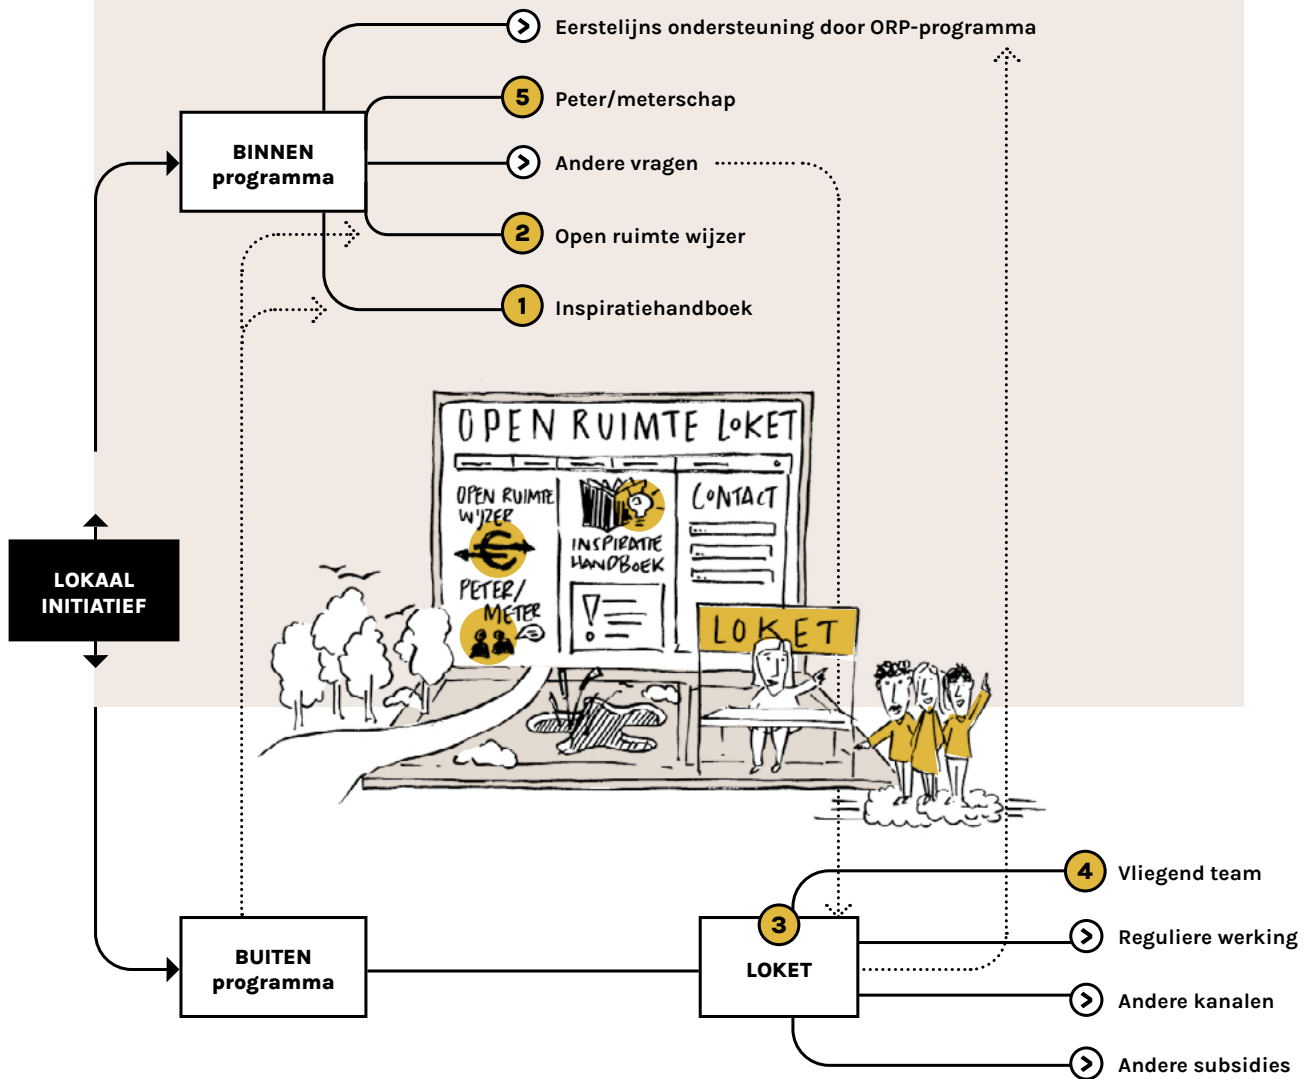 Eerstelijns ondersteuning door ORP-programma
5
Peter/meterschap
BINNEN
programma
Andere vragen
2
Open ruimte wijzer
1
Inspiratiehandboek
OPEN RUIMTE LOKET
OPEN RUIMTE
WIJZER
€
INSPIRATIE
HANDBOEK
CONTACT
PETER/
METER
!
LOKET
LOKAAL
INITIATIEF
4
Vliegend team
3
LOKET
Reguliere werking
BUITEN
programma
Andere kanalen
Andere subsidies